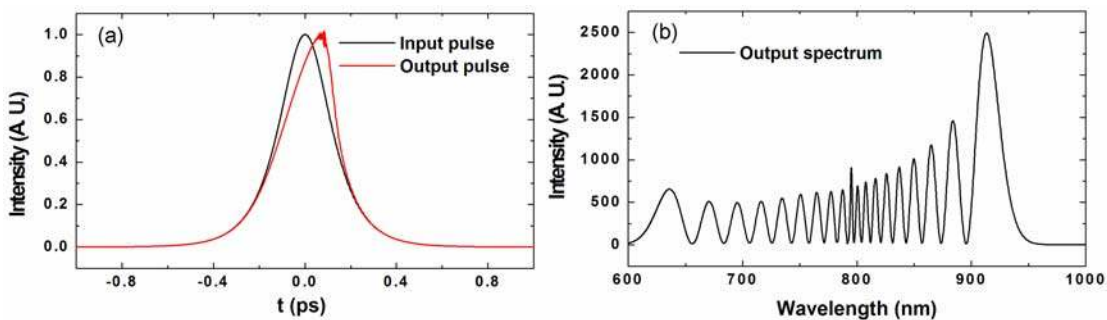 (a)
Input pulse
Output pulse
Intensity (A. U.)
1.0
0.8
0.6
0.4
0.2
0.0
-0.8
-0.4
0.0
0.4
0.8
t (ps)
(b)
Output spectrum
Intensity (A. U.)
2500
2000
1500
1000
500
0
600
700
800
900
1000
Wavelength (nm)